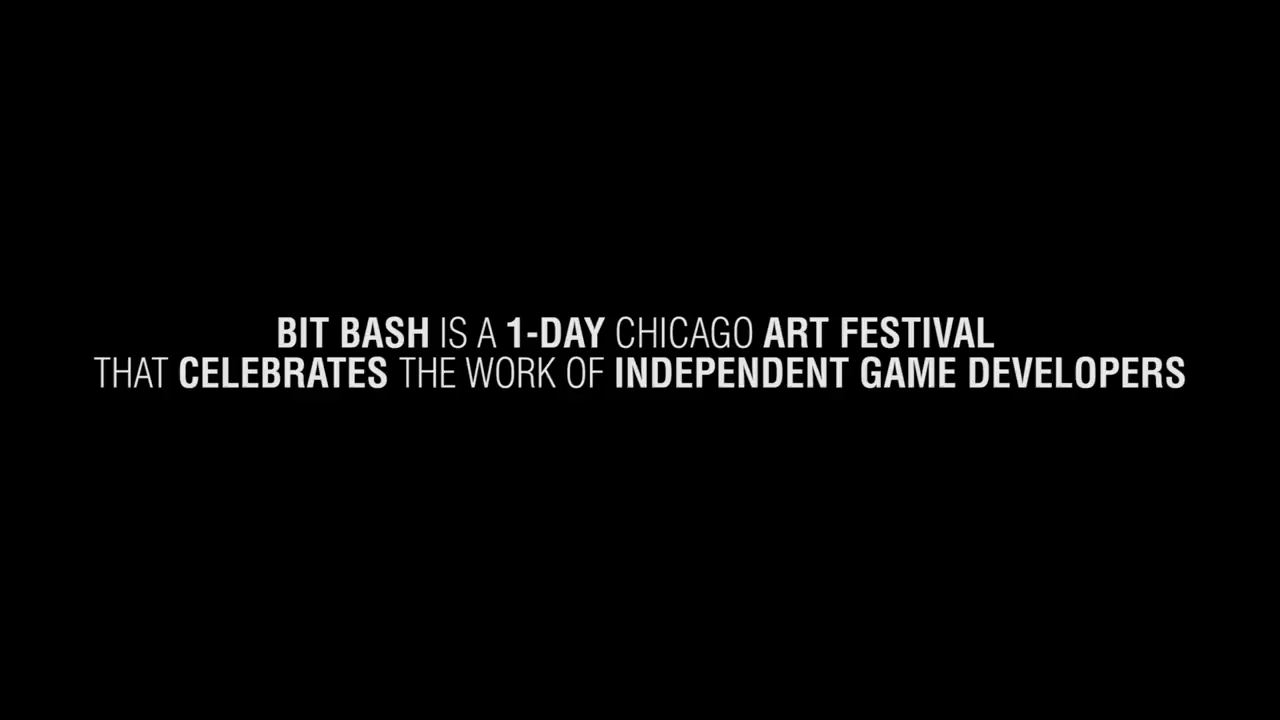 BIT BASH IS A 1-DAY CHICAGO ART FESTIVAL
THAT CELEBRATES THE WORK OF INDEPENDENT GAME DEVELOPERS